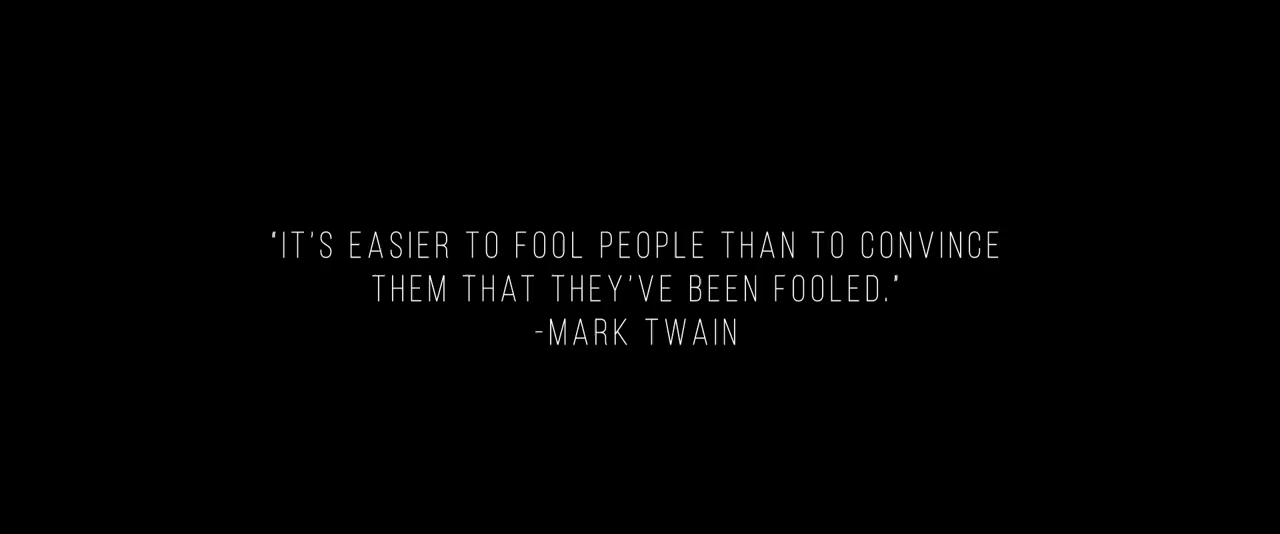 "IT'S EASIER TO FOOL PEOPLE THAN TO CONVINCE
THEM THAT THEY'VE BEEN FOOLED."
-MARK TWAIN